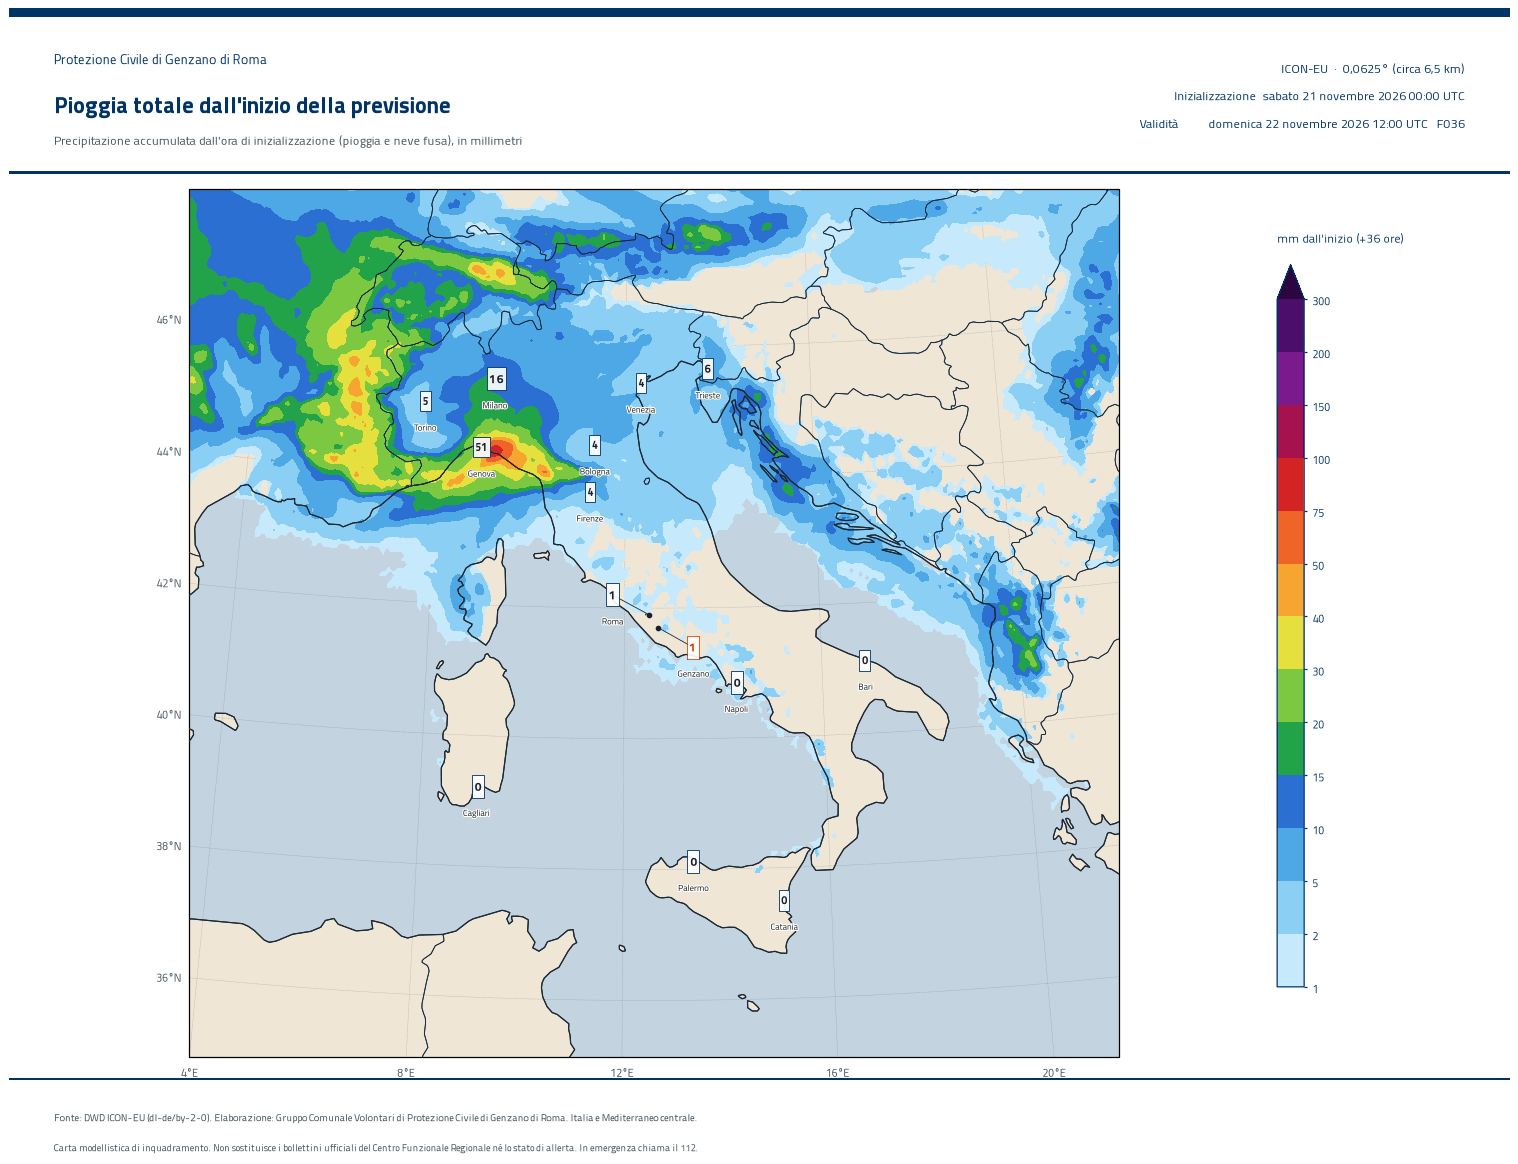 Protezione Civile di Genzano di Roma
Pioggia totale dall'inizio della previsione
Precipitazione accumulata dall'ora di inizializzazione (pioggia e neve fusa), in millimetri
ICON-EU · 0,0625° (circa 6,5 km)
Inizializzazione sabato 21 novembre 2026 00:00 UTC
Validità domenica 22 novembre 2026 12:00 UTC F036
mm dall'inizio (+36 ore)
300
200
150
100
75
50
40
30
20
15
10
5
2
1
46°N
44°N
42°N
40°N
38°N
36°N
4°E
8°E
12°E
16°E
20°E
16
Milano
5
Torino
4
Venezia
6
Trieste
51
Genova
4
Bologna
4
Firenze
1
Roma
1
Genzano
0
Napoli
0
Bari
0
Cagliari
0
Palermo
0
Catania
Fonte: DWD ICON-EU (dl-de/by-2-0). Elaborazione: Gruppo Comunale Volontari di Protezione Civile di Genzano di Roma. Italia e Mediterraneo centrale.
Carta modellistica di inquadramento. Non sostituisce i bollettini ufficiali del Centro Funzionale Regionale né lo stato di allerta. In emergenza chiama il 112.